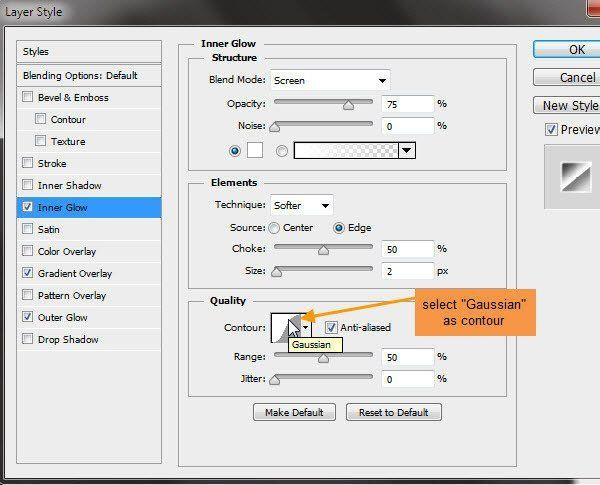 Layer Style
Styles
Blending Options: Default
Bevel & Emboss
Contour
Texture
Stroke
Inner Shadow
Inner Glow
Satin
Color Overlay
Gradient Overlay
Pattern Overlay
Outer Glow
Drop Shadow
Inner Glow
Structure
Blend Mode: Screen
Opacity: 75 %
Noise: 0 %
Elements
Technique: Softer
Source: Center Edge
Choke: 50 %
Size: 2 px
Quality
Contour: Anti-aliased
Gaussian
Range: 50 %
Jitter: 0 %
Make Default Reset to Default
select "Gaussian"
as contour
OK
Cancel
New Style
Preview